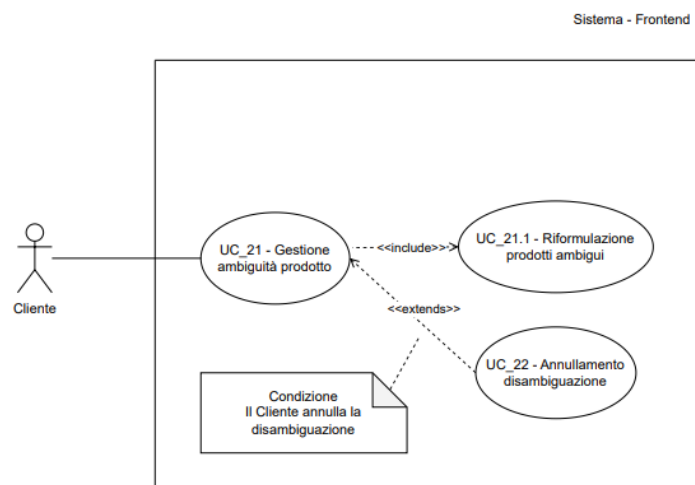 Sistema - Frontend
UC_21 - Gestione
ambiguità prodotto
<<include>>
UC_21.1 - Riformulazione
prodotti ambigui
Cliente
<<extends>>
UC_22 - Annullamento
disambiguazione
Condizione
Il Cliente annulla la
disambiguazione